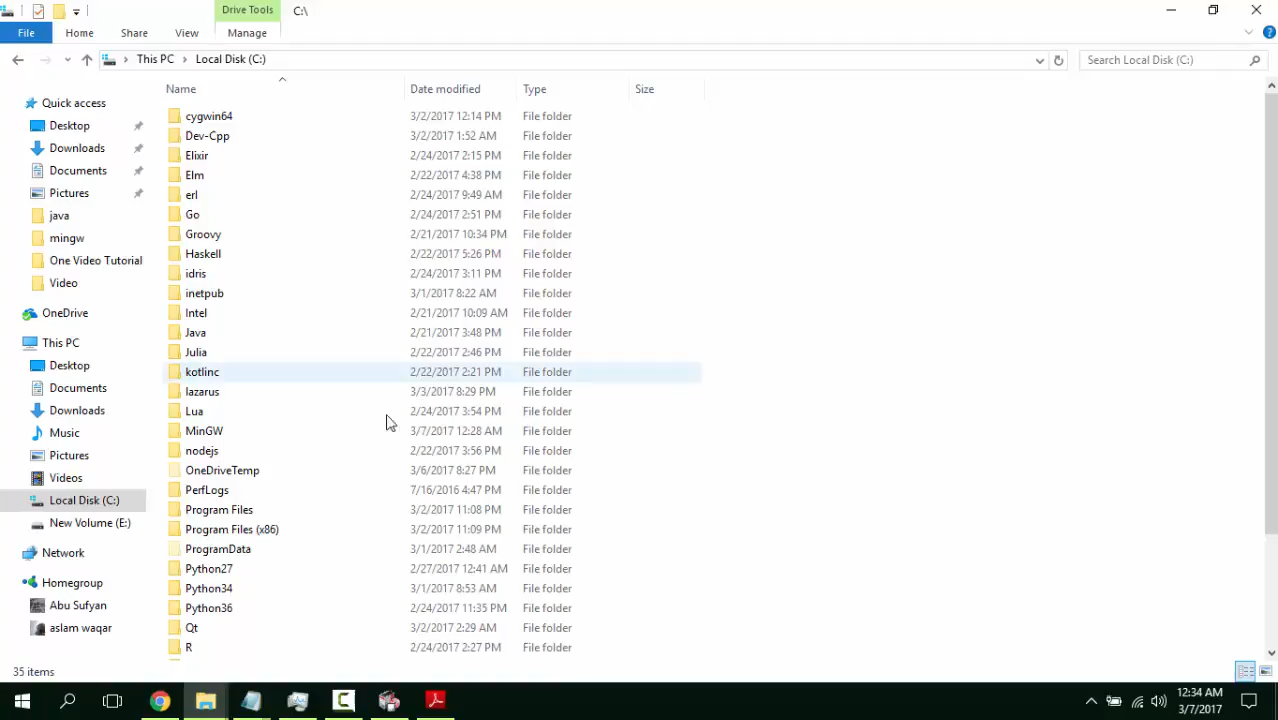 Drive Tools C:\
File Home Share View Manage
This PC Local Disk (C:) Search Local Disk (C:)
Name Date modified Type Size
Quick access
Desktop
Downloads
Documents
Pictures
java
mingw
One Video Tutorial
Video
OneDrive
This PC
Desktop
Documents
Downloads
Music
Pictures
Videos
Local Disk (C:)
New Volume (E:)
Network
Homegroup
Abu Sufyan
aslam waqar
cygwin64 3/2/2017 12:14 PM File folder
Dev-Cpp 3/2/2017 1:52 AM File folder
Elixir 2/24/2017 2:15 PM File folder
Elm 2/22/2017 4:38 PM File folder
erl 2/24/2017 9:49 AM File folder
Go 2/24/2017 2:51 PM File folder
Groovy 2/21/2017 10:34 PM File folder
Haskell 2/22/2017 5:26 PM File folder
idris 2/24/2017 3:11 PM File folder
inetpub 3/1/2017 8:22 AM File folder
Intel 2/21/2017 10:09 AM File folder
Java 2/21/2017 3:48 PM File folder
Julia 2/22/2017 2:46 PM File folder
kotlinc 2/22/2017 2:21 PM File folder
lazarus 3/3/2017 8:29 PM File folder
Lua 2/24/2017 3:54 PM File folder
MinGW 3/7/2017 12:28 AM File folder
nodejs 2/22/2017 3:56 PM File folder
OneDriveTemp 3/6/2017 8:27 PM File folder
PerfLogs 7/16/2016 4:47 PM File folder
Program Files 3/2/2017 11:08 PM File folder
Program Files (x86) 3/2/2017 11:09 PM File folder
ProgramData 3/1/2017 2:48 AM File folder
Python27 2/27/2017 12:41 AM File folder
Python34 3/1/2017 8:53 AM File folder
Python36 2/24/2017 11:35 PM File folder
Qt 3/2/2017 2:29 AM File folder
R 2/24/2017 2:27 PM File folder
35 items
12:34 AM
3/7/2017